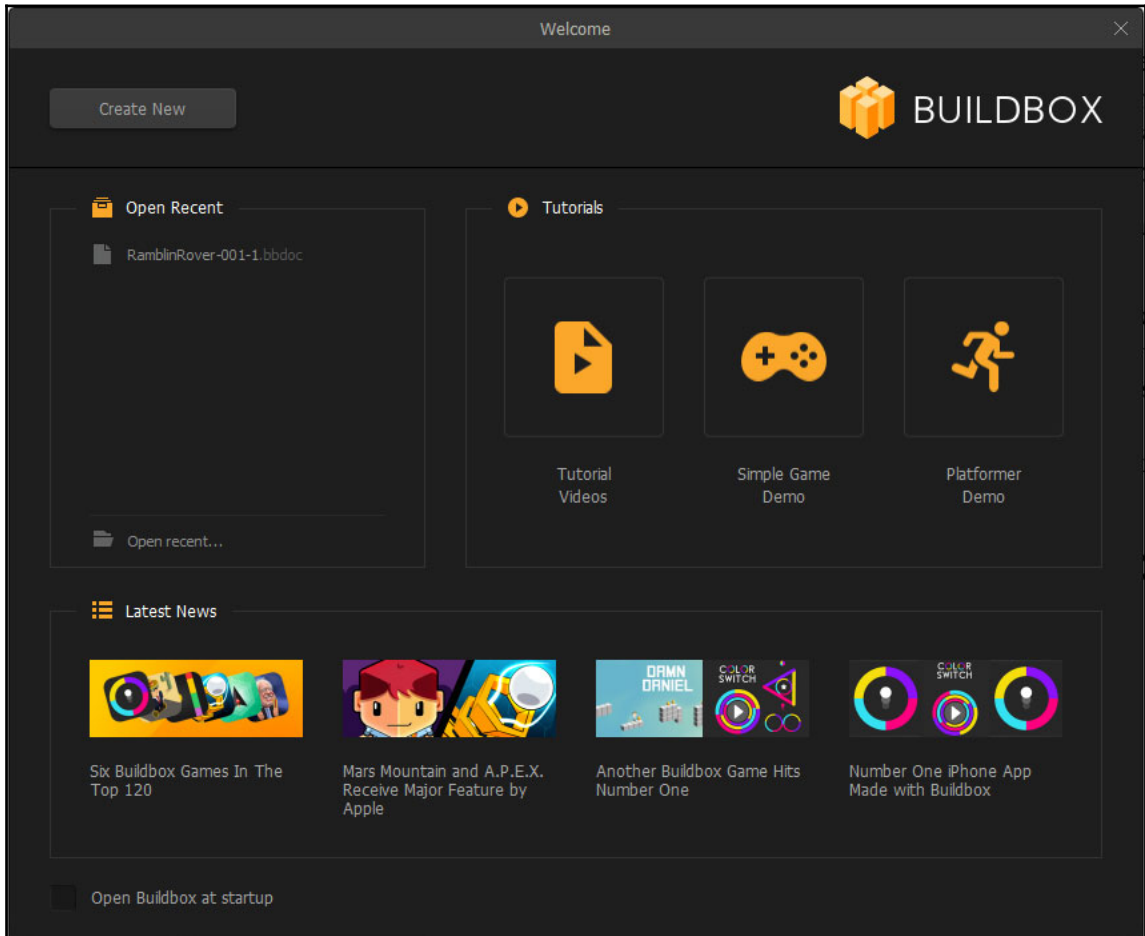 Welcome
Create New
BUILDBOX
Open Recent
RamblinRover-001-1.bbdoc
Open recent...
Tutorials
Tutorial
Videos
Simple Game
Demo
Platformer
Demo
Latest News
DAMN
DANIEL
COLOR
SWITCH
COLOR
SWITCH
Six Buildbox Games In The
Top 120
Mars Mountain and A.P.E.X.
Receive Major Feature by
Apple
Another Buildbox Game Hits
Number One
Number One iPhone App
Made with Buildbox
Open Buildbox at startup